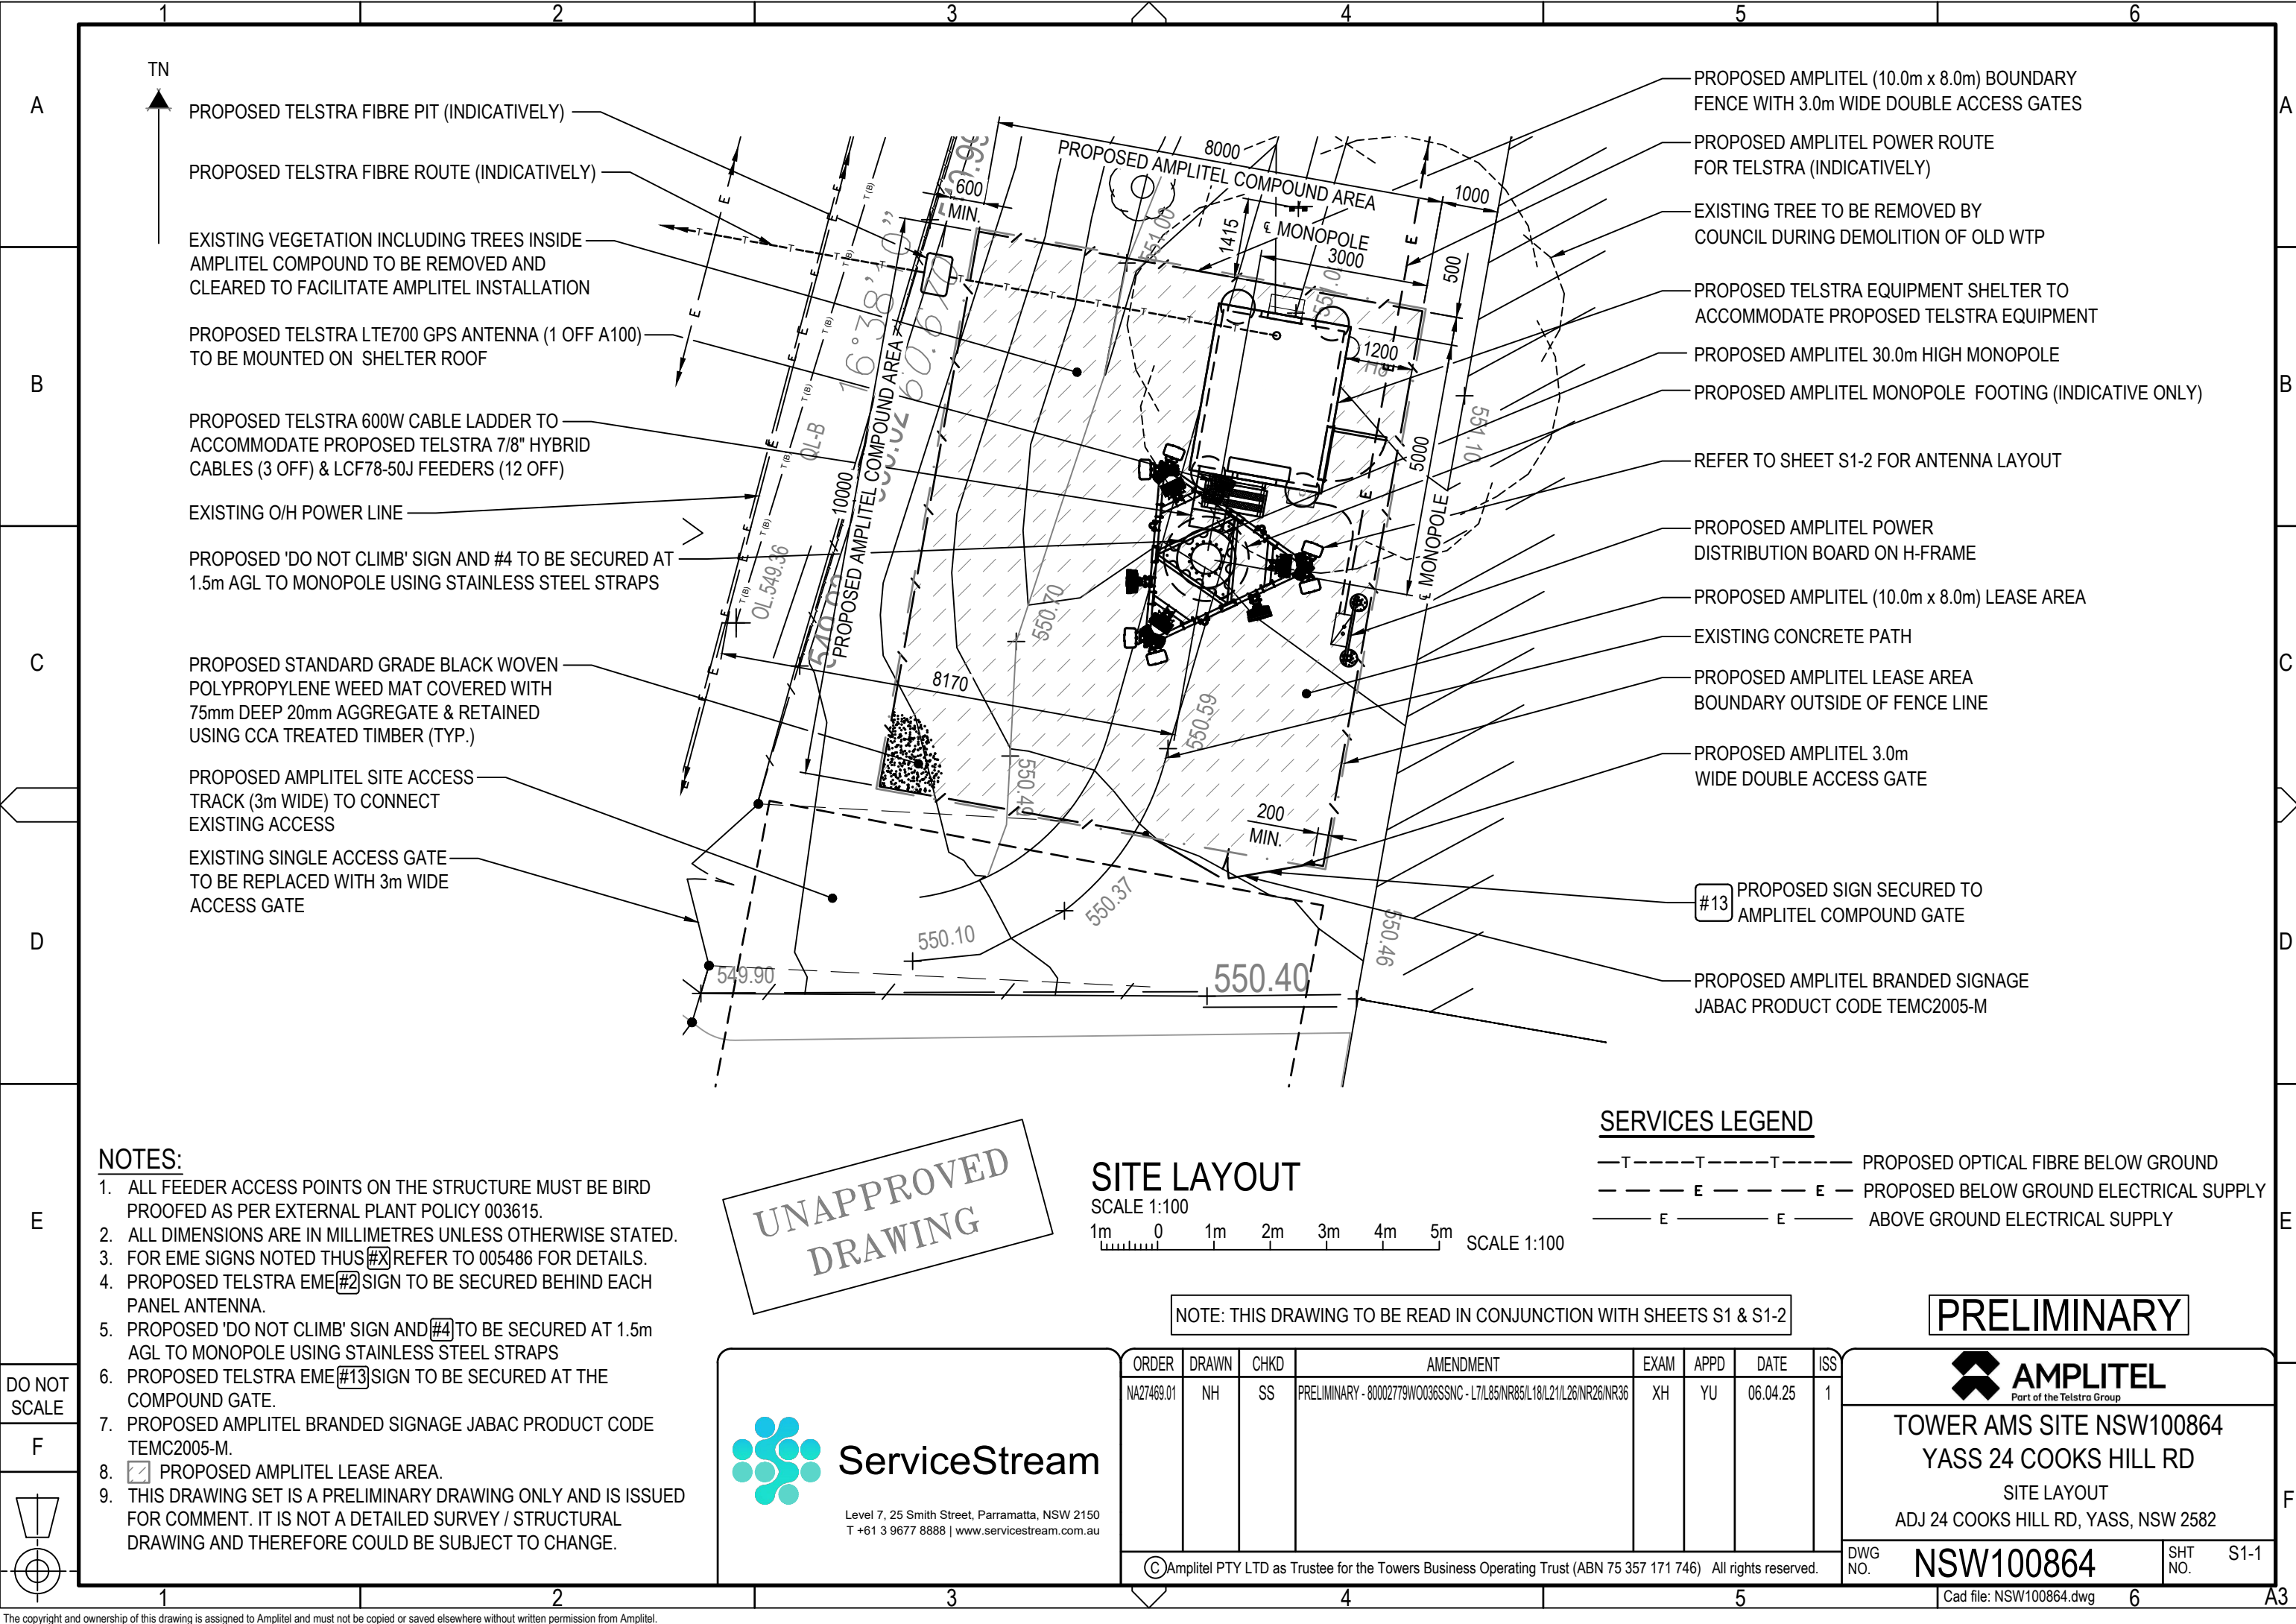 1 2 3 4 5 6
A
B
C
D
E
F
A
B
C
D
E
F
TN
PROPOSED TELSTRA FIBRE PIT (INDICATIVELY)
PROPOSED TELSTRA FIBRE ROUTE (INDICATIVELY)
EXISTING VEGETATION INCLUDING TREES INSIDE
AMPLITEL COMPOUND TO BE REMOVED AND
CLEARED TO FACILITATE AMPLITEL INSTALLATION
PROPOSED TELSTRA LTE700 GPS ANTENNA (1 OFF A100)
TO BE MOUNTED ON SHELTER ROOF
PROPOSED TELSTRA 600W CABLE LADDER TO
ACCOMMODATE PROPOSED TELSTRA 7/8" HYBRID
CABLES (3 OFF) & LCF78-50J FEEDERS (12 OFF)
EXISTING O/H POWER LINE
PROPOSED 'DO NOT CLIMB' SIGN AND #4 TO BE SECURED AT
1.5m AGL TO MONOPOLE USING STAINLESS STEEL STRAPS
PROPOSED STANDARD GRADE BLACK WOVEN
POLYPROPYLENE WEED MAT COVERED WITH
75mm DEEP 20mm AGGREGATE & RETAINED
USING CCA TREATED TIMBER (TYP.)
PROPOSED AMPLITEL SITE ACCESS
TRACK (3m WIDE) TO CONNECT
EXISTING ACCESS
EXISTING SINGLE ACCESS GATE
TO BE REPLACED WITH 3m WIDE
ACCESS GATE
8000
PROPOSED AMPLITEL COMPOUND AREA
600
MIN.
1000
1415
℄ MONOPOLE
3000
500
1200
5000
℄ MONOPOLE
10000
PROPOSED AMPLITEL COMPOUND AREA
8170
200
MIN.
551.00
551.10
550.70
550.59
550.49
550.37
550.10
549.90
550.40
550.46
QL-B
OL.549.36
T (B)
PROPOSED AMPLITEL (10.0m x 8.0m) BOUNDARY
FENCE WITH 3.0m WIDE DOUBLE ACCESS GATES
PROPOSED AMPLITEL POWER ROUTE
FOR TELSTRA (INDICATIVELY)
EXISTING TREE TO BE REMOVED BY
COUNCIL DURING DEMOLITION OF OLD WTP
PROPOSED TELSTRA EQUIPMENT SHELTER TO
ACCOMMODATE PROPOSED TELSTRA EQUIPMENT
PROPOSED AMPLITEL 30.0m HIGH MONOPOLE
PROPOSED AMPLITEL MONOPOLE FOOTING (INDICATIVE ONLY)
REFER TO SHEET S1-2 FOR ANTENNA LAYOUT
PROPOSED AMPLITEL POWER
DISTRIBUTION BOARD ON H-FRAME
PROPOSED AMPLITEL (10.0m x 8.0m) LEASE AREA
EXISTING CONCRETE PATH
PROPOSED AMPLITEL LEASE AREA
BOUNDARY OUTSIDE OF FENCE LINE
PROPOSED AMPLITEL 3.0m
WIDE DOUBLE ACCESS GATE
#13 PROPOSED SIGN SECURED TO
AMPLITEL COMPOUND GATE
PROPOSED AMPLITEL BRANDED SIGNAGE
JABAC PRODUCT CODE TEMC2005-M
SERVICES LEGEND
T T T PROPOSED OPTICAL FIBRE BELOW GROUND
E E PROPOSED BELOW GROUND ELECTRICAL SUPPLY
E E ABOVE GROUND ELECTRICAL SUPPLY
NOTES:
1. ALL FEEDER ACCESS POINTS ON THE STRUCTURE MUST BE BIRD
PROOFED AS PER EXTERNAL PLANT POLICY 003615.
2. ALL DIMENSIONS ARE IN MILLIMETRES UNLESS OTHERWISE STATED.
3. FOR EME SIGNS NOTED THUS #X REFER TO 005486 FOR DETAILS.
4. PROPOSED TELSTRA EME #2 SIGN TO BE SECURED BEHIND EACH
PANEL ANTENNA.
5. PROPOSED 'DO NOT CLIMB' SIGN AND #4 TO BE SECURED AT 1.5m
AGL TO MONOPOLE USING STAINLESS STEEL STRAPS
6. PROPOSED TELSTRA EME #13 SIGN TO BE SECURED AT THE
COMPOUND GATE.
7. PROPOSED AMPLITEL BRANDED SIGNAGE JABAC PRODUCT CODE
TEMC2005-M.
8. PROPOSED AMPLITEL LEASE AREA.
9. THIS DRAWING SET IS A PRELIMINARY DRAWING ONLY AND IS ISSUED
FOR COMMENT. IT IS NOT A DETAILED SURVEY / STRUCTURAL
DRAWING AND THEREFORE COULD BE SUBJECT TO CHANGE.
UNAPPROVED
DRAWING
SITE LAYOUT
SCALE 1:100
1m 0 1m 2m 3m 4m 5m SCALE 1:100
NOTE: THIS DRAWING TO BE READ IN CONJUNCTION WITH SHEETS S1 & S1-2
PRELIMINARY
DO NOT
SCALE
ServiceStream
Level 7, 25 Smith Street, Parramatta, NSW 2150
T +61 3 9677 8888 | www.servicestream.com.au
ORDER DRAWN CHKD AMENDMENT EXAM APPD DATE ISS
NA27469.01 NH SS PRELIMINARY - 80002779WO036SSNC - L7/L85/NR85/L18/L21/L26/NR26/NR36 XH YU 06.04.25 1
© Amplitel PTY LTD as Trustee for the Towers Business Operating Trust (ABN 75 357 171 746) All rights reserved.
AMPLITEL
Part of the Telstra Group
TOWER AMS SITE NSW100864
YASS 24 COOKS HILL RD
SITE LAYOUT
ADJ 24 COOKS HILL RD, YASS, NSW 2582
DWG NO. NSW100864 SHT NO. S1-1
Cad file: NSW100864.dwg
A3
1 2 3 4 5 6
The copyright and ownership of this drawing is assigned to Amplitel and must not be copied or saved elsewhere without written permission from Amplitel.